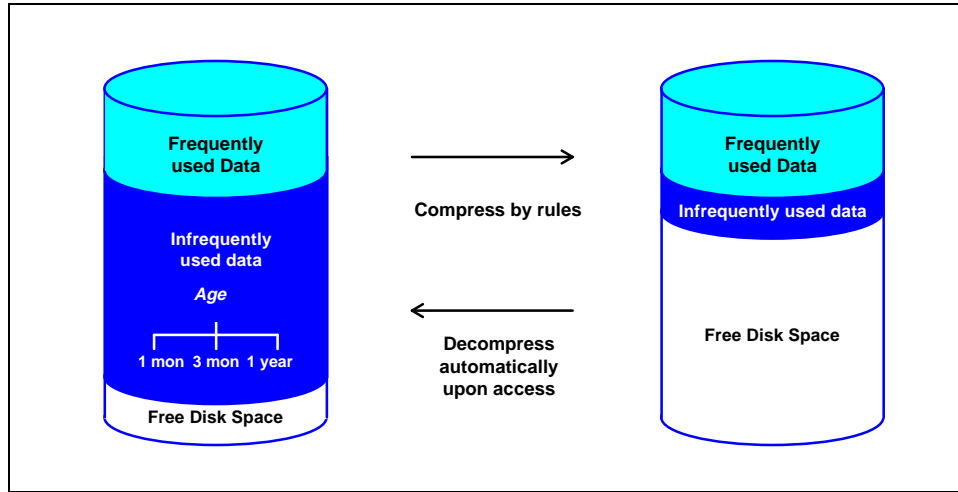 Frequently
used Data
Infrequently
used data
Age
1 mon 3 mon 1 year
Free Disk Space
Compress by rules
Decompress
automatically
upon access
Frequently
used Data
Infrequently used data
Free Disk Space